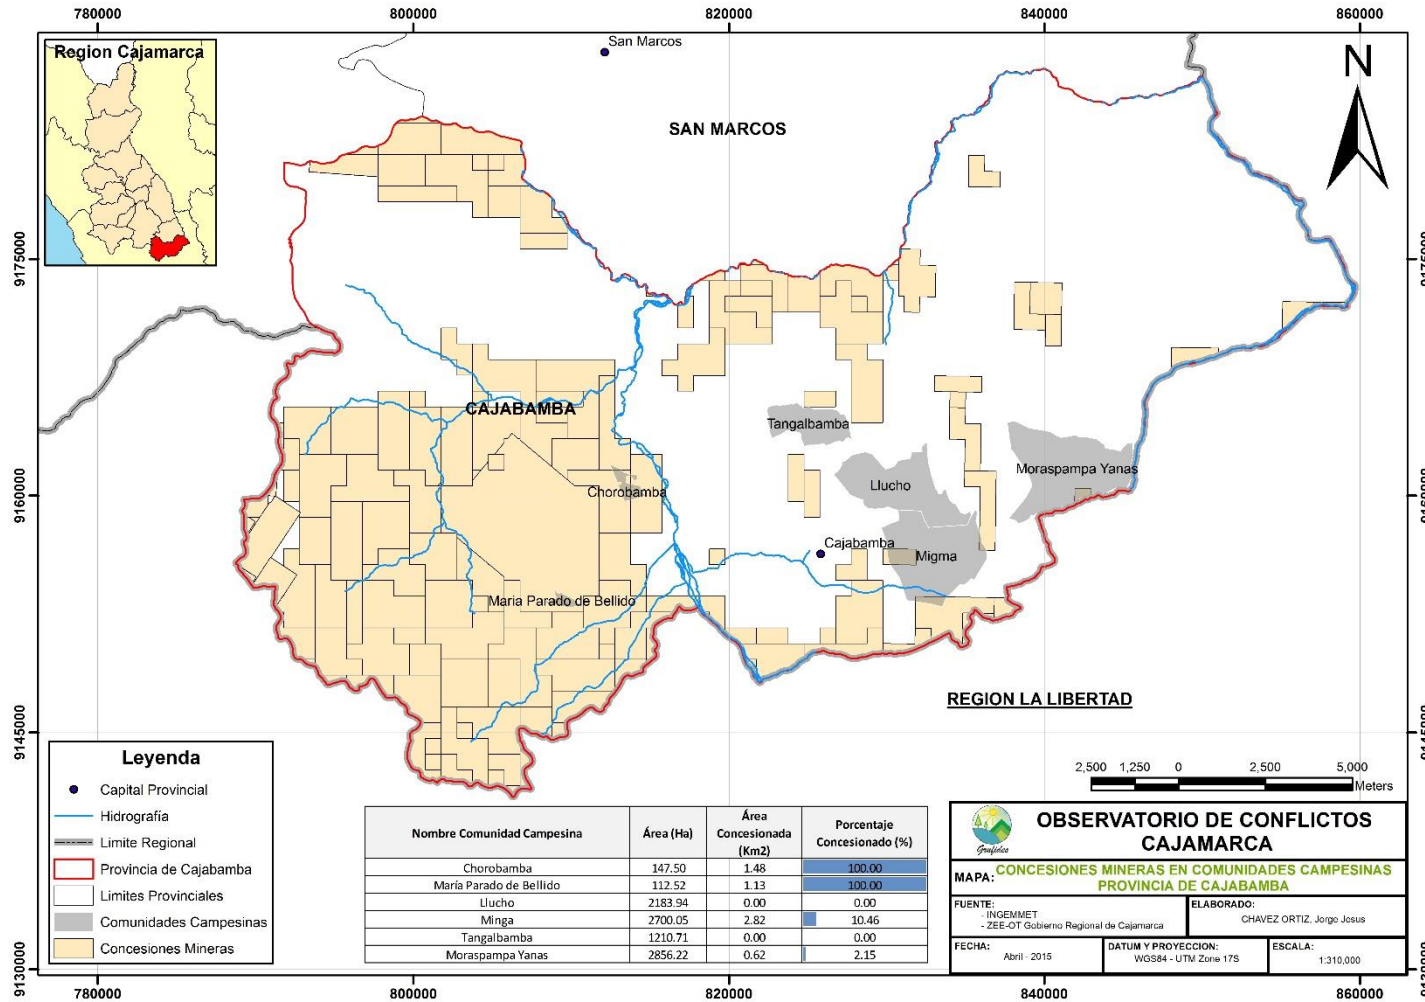 780000 800000 820000 840000 860000
Region Cajamarca
San Marcos
N
SAN MARCOS
9175000 9175000
CAJABAMBA
Tangalbamba
Moraspampa Yanas
Llucho
Chorobamba
9160000 9160000
Cajabamba
Migma
Maria Parado de Bellido
REGION LA LIBERTAD
9145000 9145000
Leyenda
Capital Provincial
Hidrografía
Limite Regional
Provincia de Cajabamba
Limites Provinciales
Comunidades Campesinas
Concesiones Mineras
2,500 1,250 0 2,500 5,000
Meters
Nombre Comunidad Campesina Área (Ha) Área Concesionada (Km2) Porcentaje Concesionado (%)
Chorobamba 147.50 1.48 100.00
María Parado de Bellido 112.52 1.13 100.00
Llucho 2183.94 0.00 0.00
Minga 2700.05 2.82 10.46
Tangalbamba 1210.71 0.00 0.00
Moraspampa Yanas 2856.22 0.62 2.15
Grufides
OBSERVATORIO DE CONFLICTOS
CAJAMARCA
MAPA: CONCESIONES MINERAS EN COMUNIDADES CAMPESINAS
PROVINCIA DE CAJABAMBA
FUENTE:
- INGEMMET
- ZEE-OT Gobierno Regional de Cajamarca
ELABORADO:
CHAVEZ ORTIZ, Jorge Jesus
FECHA:
Abril - 2015
DATUM Y PROYECCION:
WGS84 - UTM Zone 17S
ESCALA:
1:310,000
9130000 9130000
780000 800000 820000 840000 860000